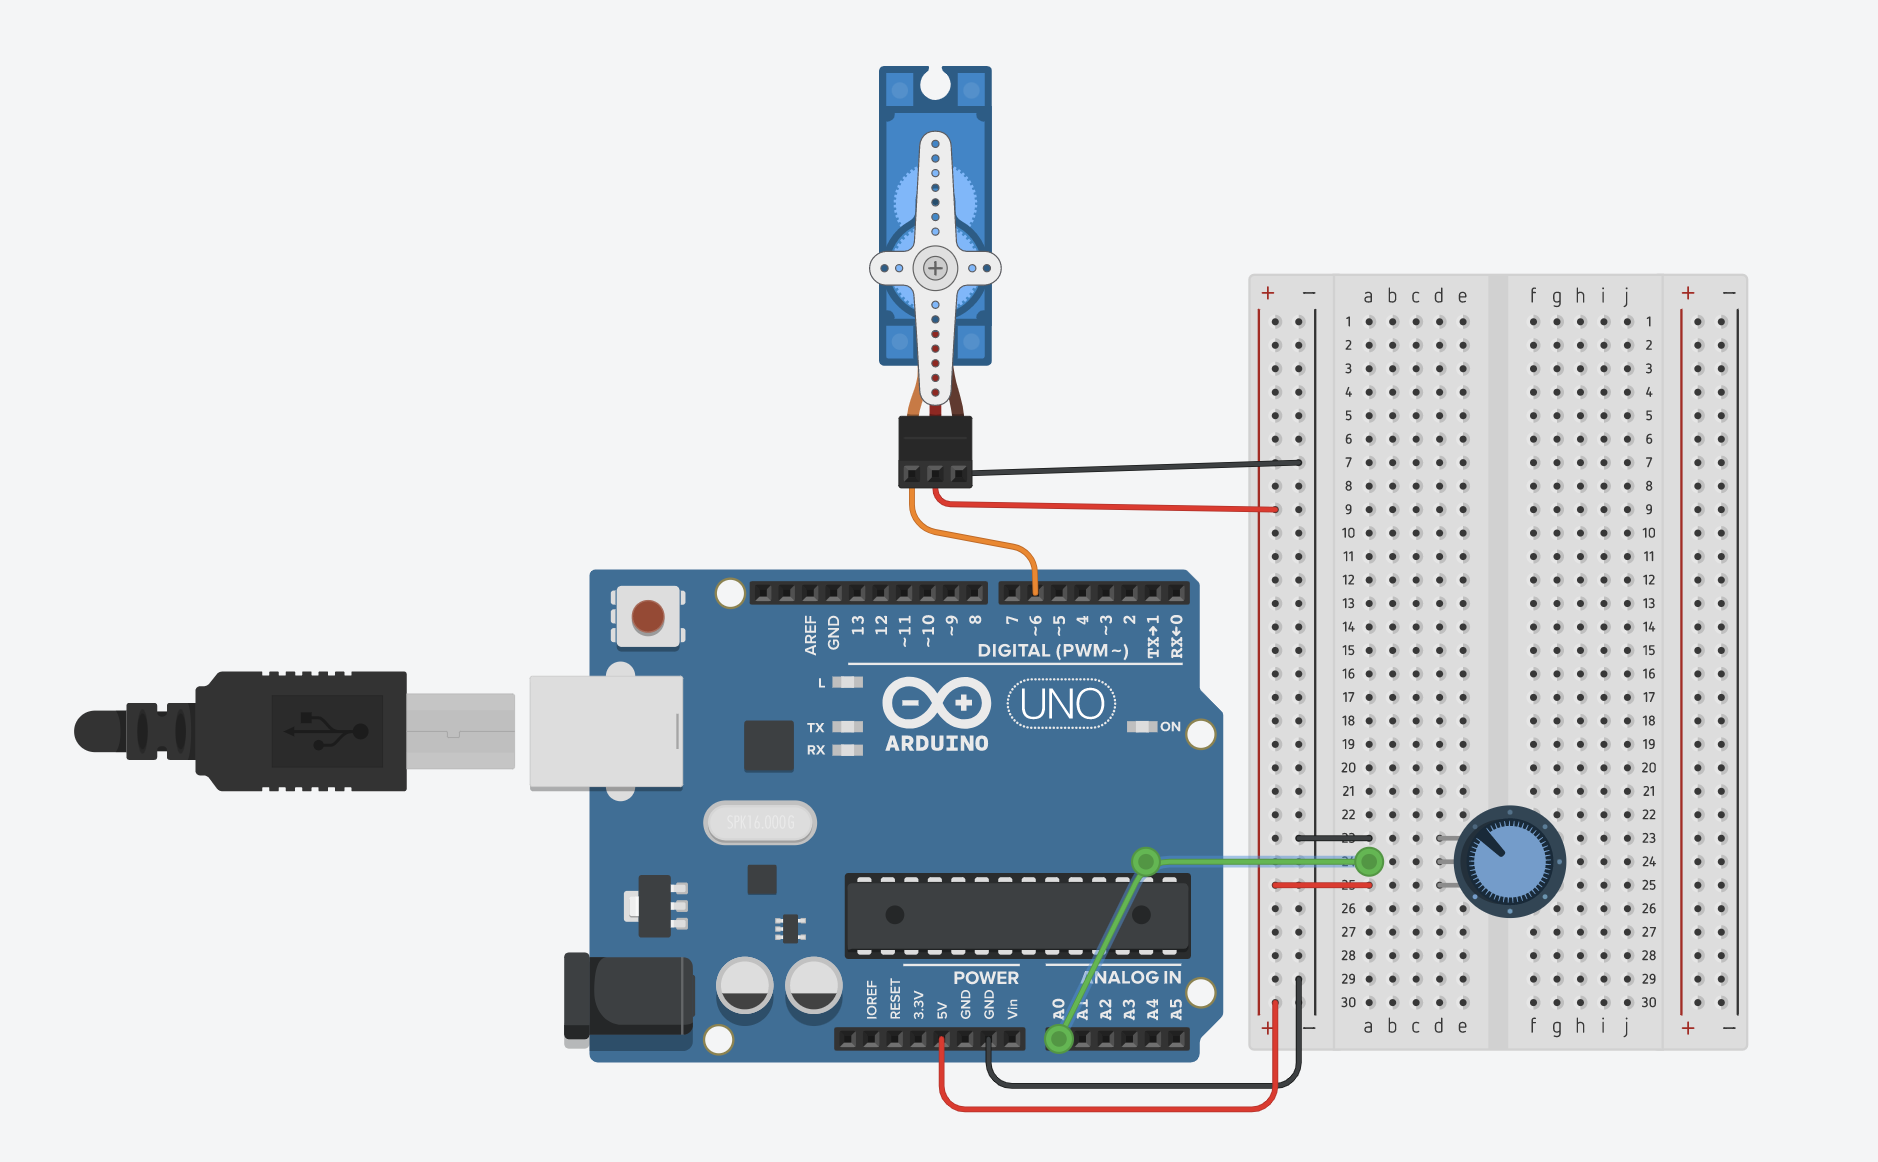 + − a b c d e f g h i j + −
1 1
2 2
3 3
4 4
5 5
6 6
7 7
8 8
9 9
10 10
11 11
12 12
13 13
14 14
15 15
16 16
17 17
18 18
19 19
20 20
21 21
22 22
23 23
24 24
25 25
26 26
27 27
28 28
29 29
30 30
+ − a b c d e f g h i j + −
AREF GND 13 12 ~11 ~10 ~9 8 7 ~6 ~5 4 ~3 2 TX→1 RX←0
DIGITAL (PWM~)
L
TX
RX
UNO
ON
ARDUINO
SPK16.000G
POWER
ANALOG IN
IOREF RESET 3.3V 5V GND GND Vin A0 A1 A2 A3 A4 A5